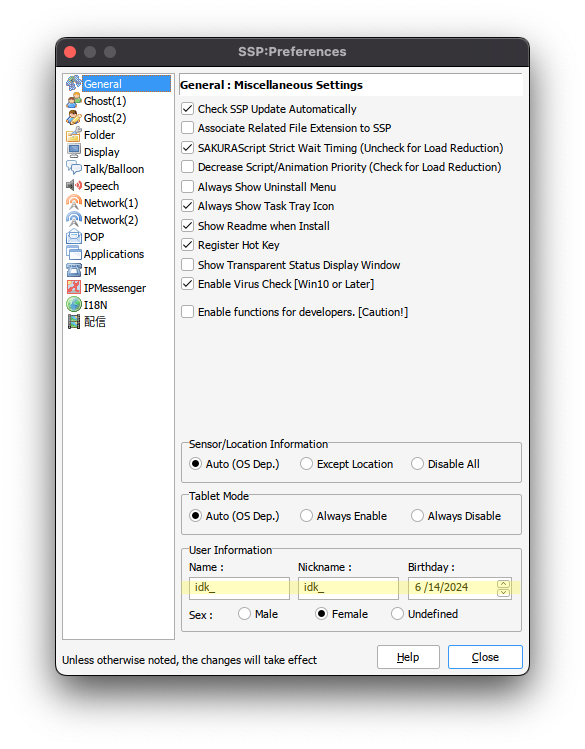 SSP:Preferences
General
Ghost(1)
Ghost(2)
Folder
Display
Talk/Balloon
Speech
Network(1)
Network(2)
POP
Applications
IM
IPMessenger
I18N
配信
General : Miscellaneous Settings
Check SSP Update Automatically
Associate Related File Extension to SSP
SAKURAScript Strict Wait Timing (Uncheck for Load Reduction)
Decrease Script/Animation Priority (Check for Load Reduction)
Always Show Uninstall Menu
Always Show Task Tray Icon
Show Readme when Install
Register Hot Key
Show Transparent Status Display Window
Enable Virus Check [Win10 or Later]
Enable functions for developers. [Caution!]
Sensor/Location Information
Auto (OS Dep.) Except Location Disable All
Tablet Mode
Auto (OS Dep.) Always Enable Always Disable
User Information
Name : Nickname : Birthday :
idk_ idk_ 6 /14/2024
Sex : Male Female Undefined
Unless otherwise noted, the changes will take effect
Help Close